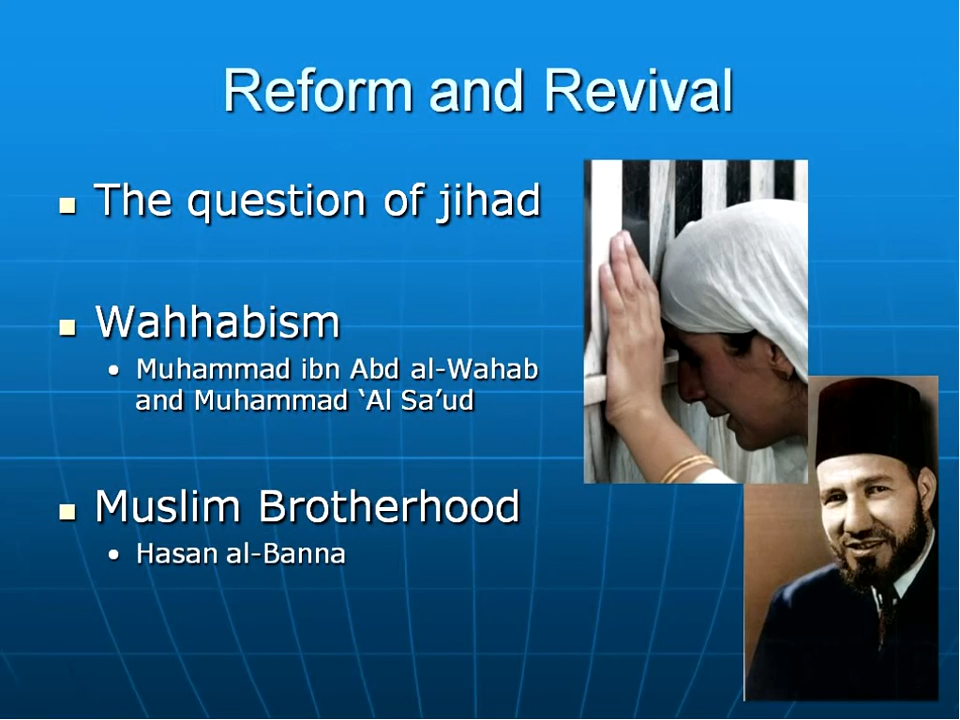 Reform and Revival
The question of jihad
Wahhabism
Muhammad ibn Abd al-Wahab
and Muhammad ‘Al Sa’ud
Muslim Brotherhood
Hasan al-Banna